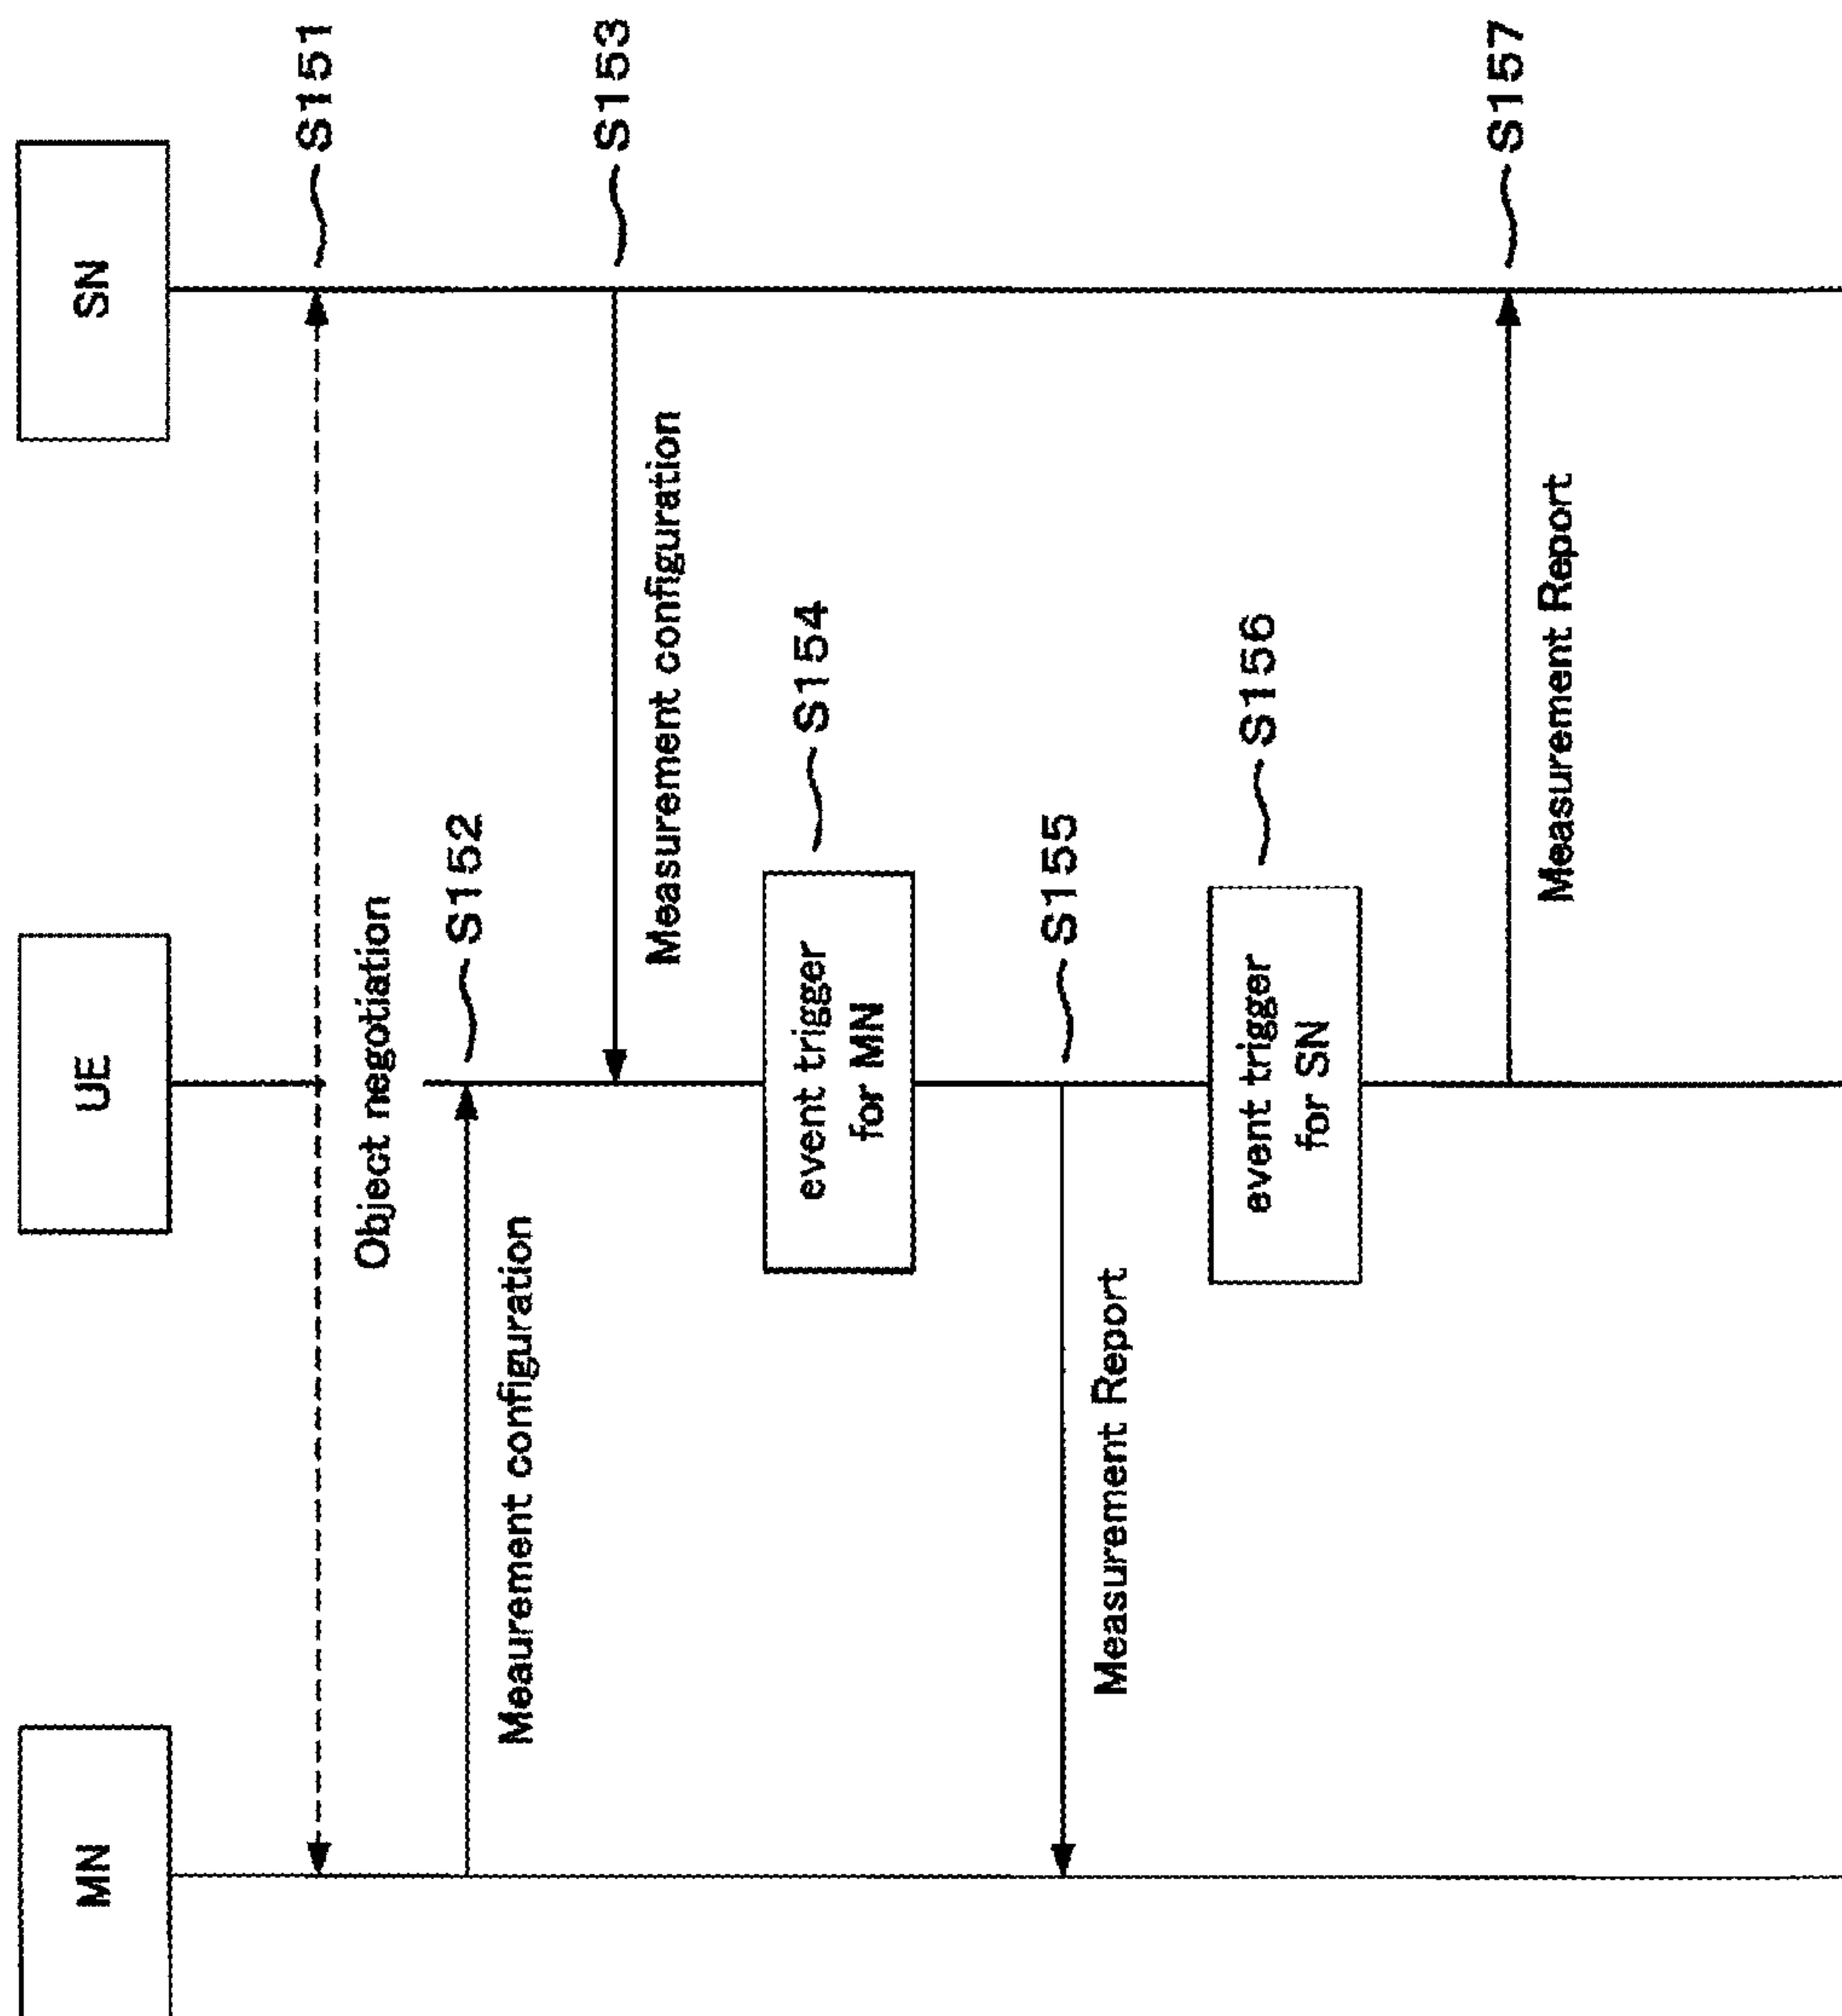 MN
UE
SN
S151
Object negotiation
S152
Meaurement configuration
S153
Measurement configuration
event trigger
for MN
S154
S155
Measurement Report
event trigger
for SN
S156
S157
Measurement Report